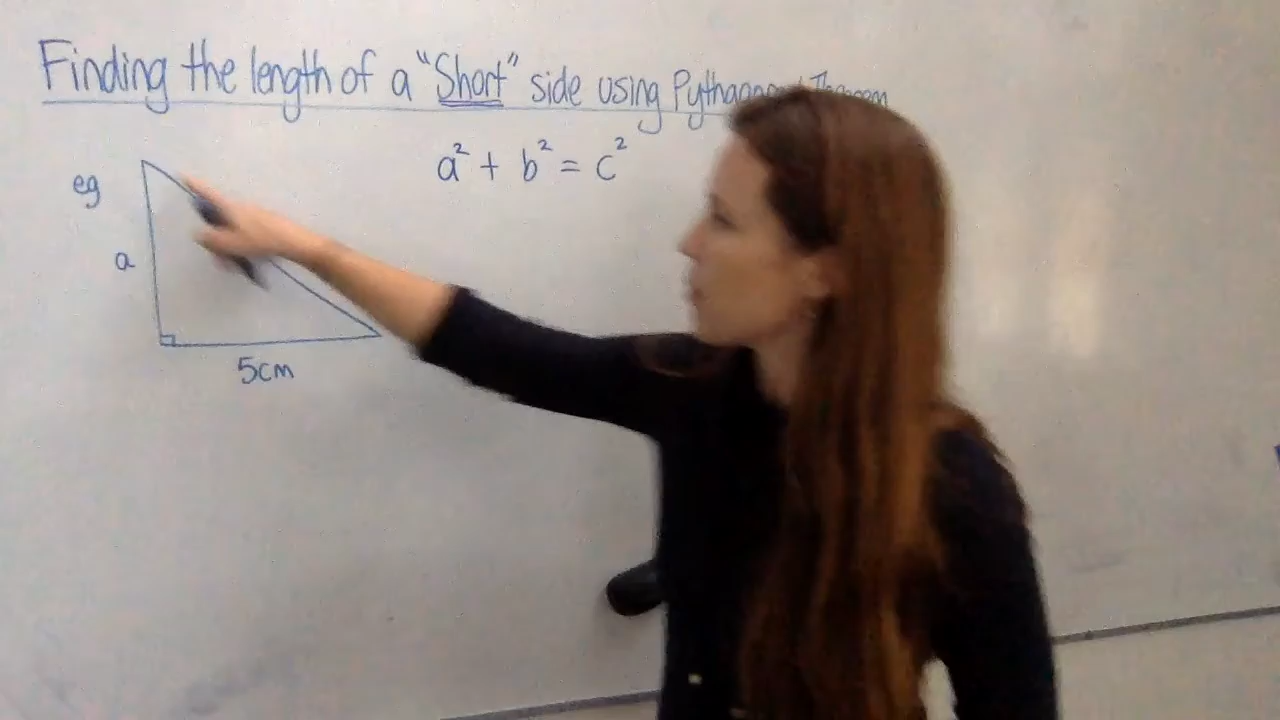 Finding the length of a "Short" side using
a² + b² = c²
eg
a
5cm